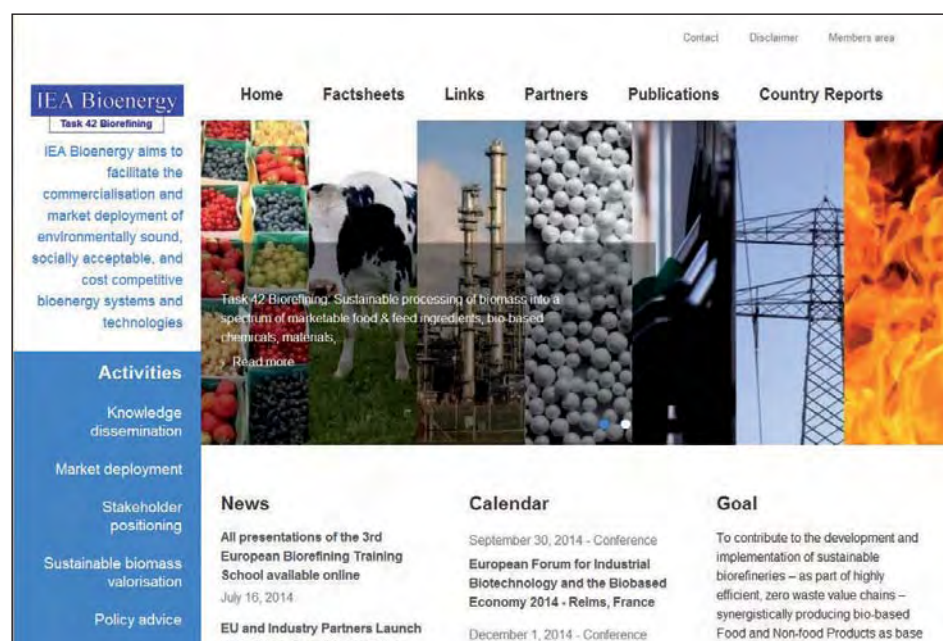 Contact Disclaimer Members area
IEA Bioenergy
Task 42 Biorefining
Home Factsheets Links Partners Publications Country Reports
IEA Bioenergy aims to
facilitate the
commercialisation and
market deployment of
environmentally sound,
socially acceptable, and
cost competitive
bioenergy systems and
technologies
Task 42 Biorefining: Sustainable processing of biomass into a
spectrum of marketable food & feed ingredients, bio-based
chemicals, materials,
Read more
Activities
Knowledge
dissemination
Market deployment
Stakeholder
positioning
Sustainable biomass
valorisation
Policy advice
News
All presentations of the 3rd
European Biorefining Training
School available online
July 16, 2014
EU and Industry Partners Launch
Calendar
September 30, 2014 - Conference
European Forum for Industrial
Biotechnology and the Biobased
Economy 2014 - Reims, France
December 1, 2014 - Conference
Goal
To contribute to the development and
implementation of sustainable
biorefineries – as part of highly
efficient, zero waste value chains –
synergistically producing bio-based
Food and Non-food Products as base